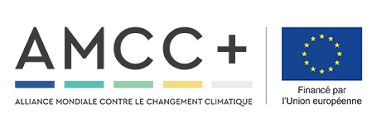 AMCC +
ALLIANCE MONDIALE CONTRE LE CHANGEMENT CLIMATIQUE
Financé par
l'Union européenne